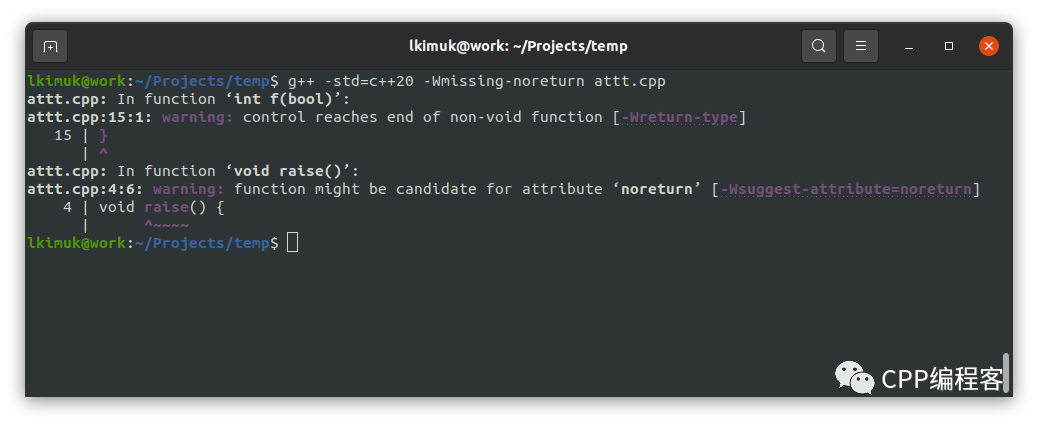 lkimuk@work: ~/Projects/temp
lkimuk@work:~/Projects/temp$ g++ -std=c++20 -Wmissing-noreturn attt.cpp
attt.cpp: In function ‘int f(bool)’:
attt.cpp:15:1: warning: control reaches end of non-void function [-Wreturn-type]
   15 | }
      | ^
attt.cpp: In function ‘void raise()’:
attt.cpp:4:6: warning: function might be candidate for attribute ‘noreturn’ [-Wsuggest-attribute=noreturn]
    4 | void raise() {
      |      ^~~~~
lkimuk@work:~/Projects/temp$
CPP编程客